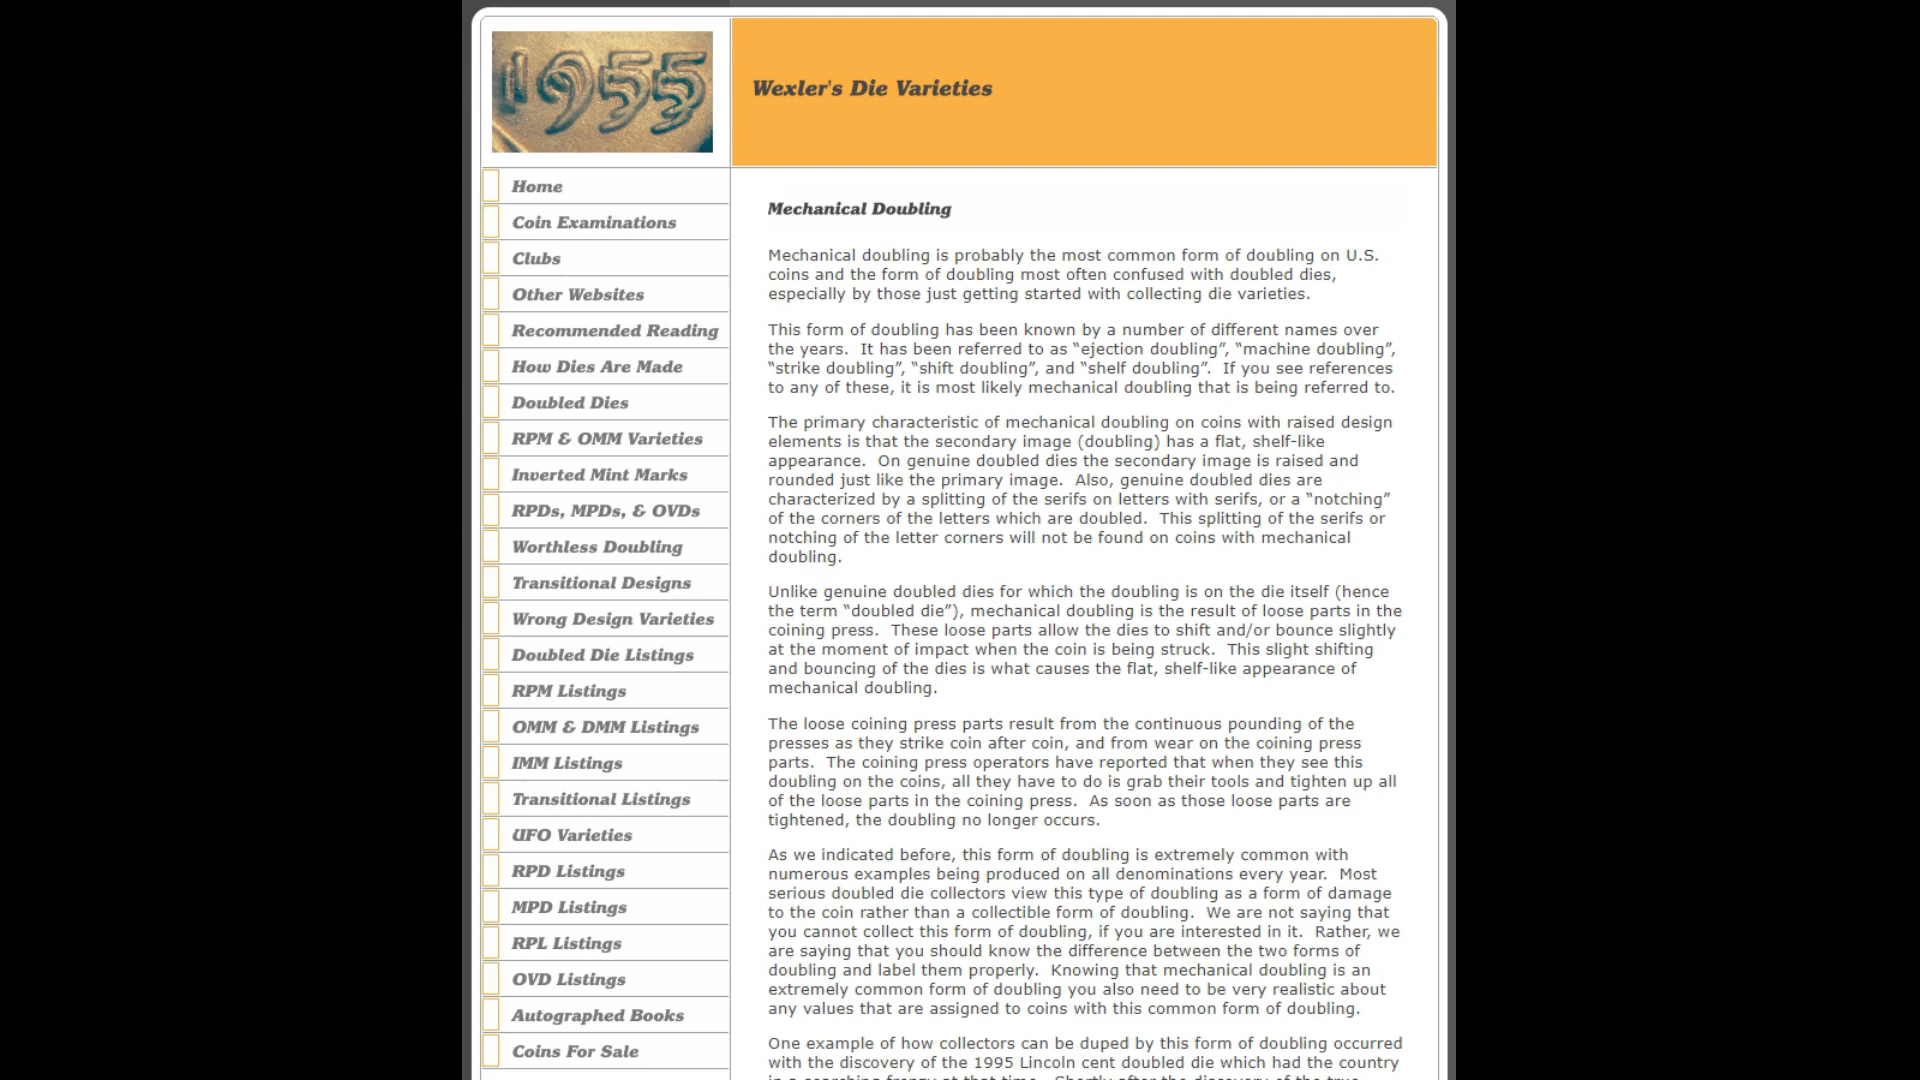 1955
Wexler's Die Varieties
Home
Coin Examinations
Clubs
Other Websites
Recommended Reading
How Dies Are Made
Doubled Dies
RPM & OMM Varieties
Inverted Mint Marks
RPDs, MPDs, & OVDs
Worthless Doubling
Transitional Designs
Wrong Design Varieties
Doubled Die Listings
RPM Listings
OMM & DMM Listings
IMM Listings
Transitional Listings
UFO Varieties
RPD Listings
MPD Listings
RPL Listings
OVD Listings
Autographed Books
Coins For Sale
Mechanical Doubling
Mechanical doubling is probably the most common form of doubling on U.S.
coins and the form of doubling most often confused with doubled dies,
especially by those just getting started with collecting die varieties.
This form of doubling has been known by a number of different names over
the years.  It has been referred to as “ejection doubling”, “machine doubling”,
“strike doubling”, “shift doubling”, and “shelf doubling”.  If you see references
to any of these, it is most likely mechanical doubling that is being referred to.
The primary characteristic of mechanical doubling on coins with raised design
elements is that the secondary image (doubling) has a flat, shelf-like
appearance.  On genuine doubled dies the secondary image is raised and
rounded just like the primary image.  Also, genuine doubled dies are
characterized by a splitting of the serifs on letters with serifs, or a “notching”
of the corners of the letters which are doubled.  This splitting of the serifs or
notching of the letter corners will not be found on coins with mechanical
doubling.
Unlike genuine doubled dies for which the doubling is on the die itself (hence
the term “doubled die”), mechanical doubling is the result of loose parts in the
coining press.  These loose parts allow the dies to shift and/or bounce slightly
at the moment of impact when the coin is being struck.  This slight shifting
and bouncing of the dies is what causes the flat, shelf-like appearance of
mechanical doubling.
The loose coining press parts result from the continuous pounding of the
presses as they strike coin after coin, and from wear on the coining press
parts.  The coining press operators have reported that when they see this
doubling on the coins, all they have to do is grab their tools and tighten up all
of the loose parts in the coining press.  As soon as those loose parts are
tightened, the doubling no longer occurs.
As we indicated before, this form of doubling is extremely common with
numerous examples being produced on all denominations every year.  Most
serious doubled die collectors view this type of doubling as a form of damage
to the coin rather than a collectible form of doubling.  We are not saying that
you cannot collect this form of doubling, if you are interested in it.  Rather, we
are saying that you should know the difference between the two forms of
doubling and label them properly.  Knowing that mechanical doubling is an
extremely common form of doubling you also need to be very realistic about
any values that are assigned to coins with this common form of doubling.
One example of how collectors can be duped by this form of doubling occurred
with the discovery of the 1995 Lincoln cent doubled die which had the country
in a searching frenzy at that time.  Shortly after the discovery of the true